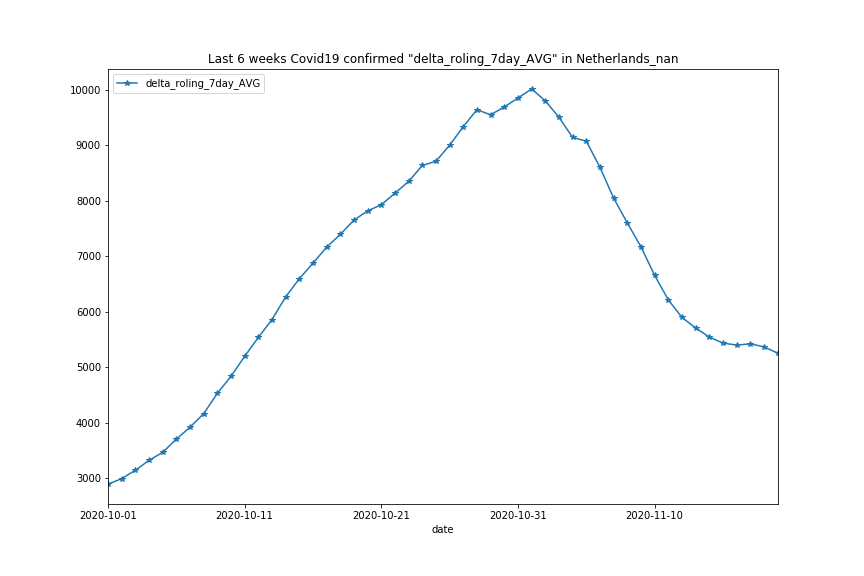 Last 6 weeks Covid19 confirmed "delta_roling_7day_AVG" in Netherlands_nan
delta_roling_7day_AVG
10000
9000
8000
7000
6000
5000
4000
3000
2020-10-01 2020-10-11 2020-10-21 2020-10-31 2020-11-10
date